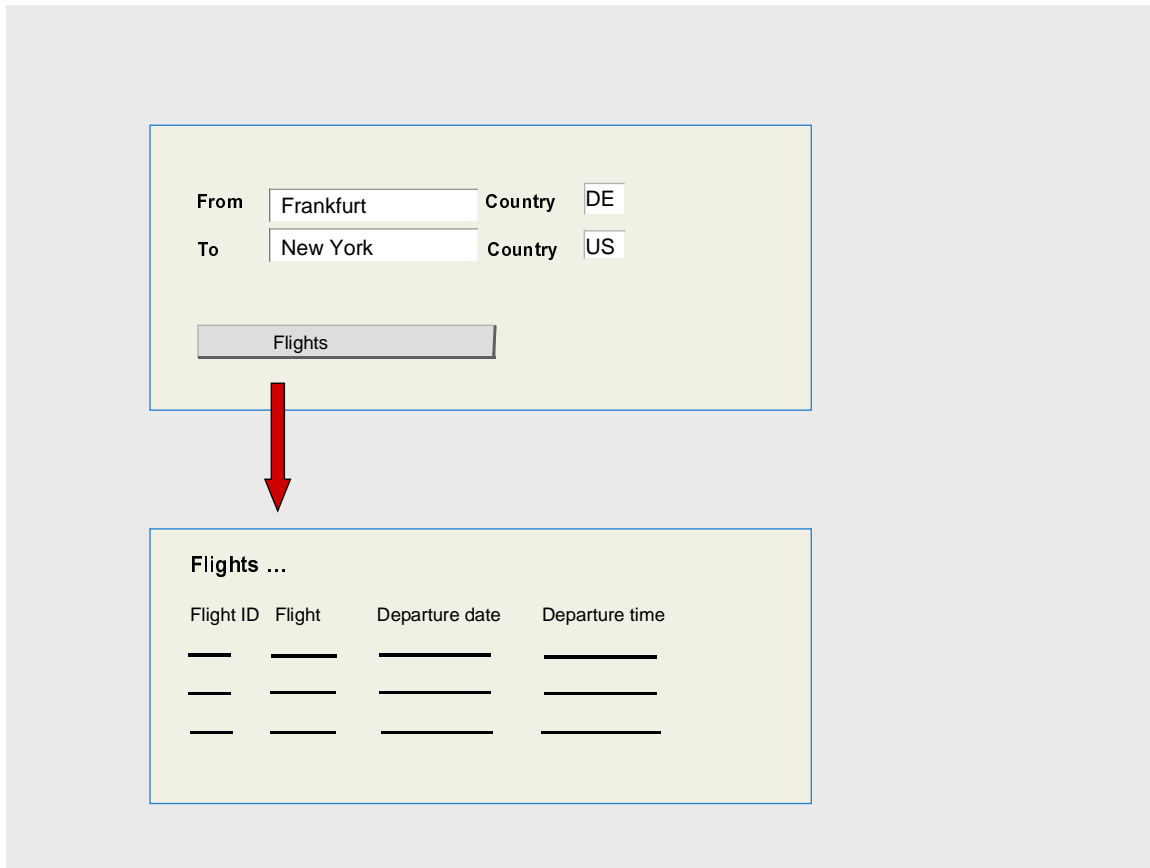 From Frankfurt Country DE
To New York Country US
Flights
Flights ...
Flight ID Flight Departure date Departure time